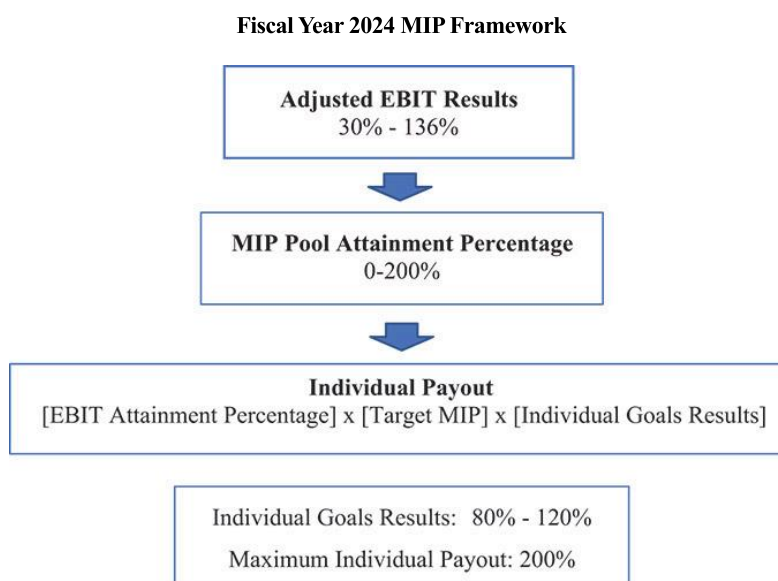 Fiscal Year 2024 MIP Framework
Adjusted EBIT Results
30% - 136%
MIP Pool Attainment Percentage
0-200%
Individual Payout
[EBIT Attainment Percentage] x [Target MIP] x [Individual Goals Results]
Individual Goals Results: 80% - 120%
Maximum Individual Payout: 200%